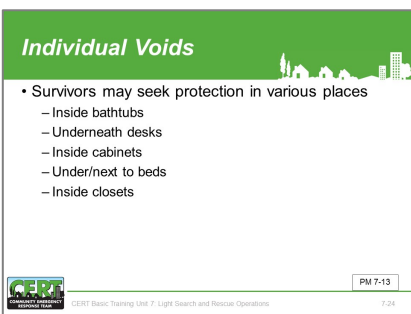 Individual Voids
• Survivors may seek protection in various places
– Inside bathtubs
– Underneath desks
– Inside cabinets
– Under/next to beds
– Inside closets
PM 7-13
CERT
COMMUNITY EMERGENCY
RESPONSE TEAM
CERT Basic Training Unit 7: Light Search and Rescue Operations
7-24